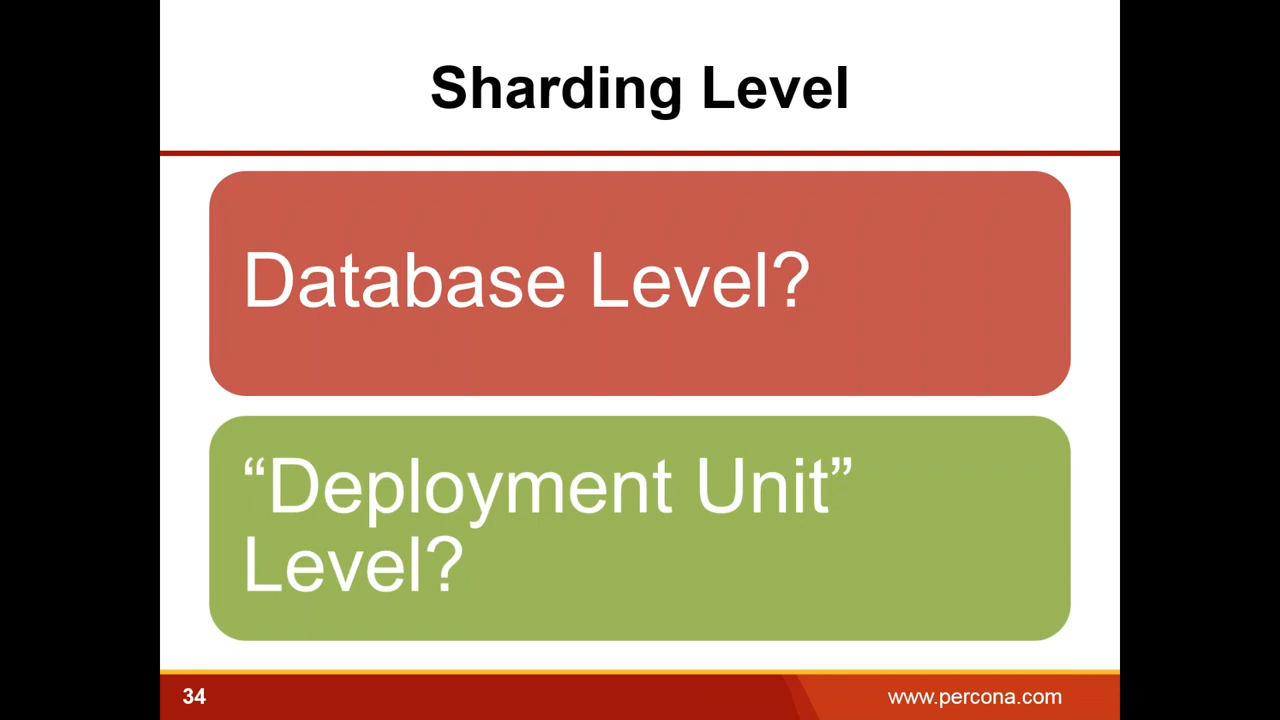 Sharding Level
Database Level?
“Deployment Unit”
Level?
34
www.percona.com